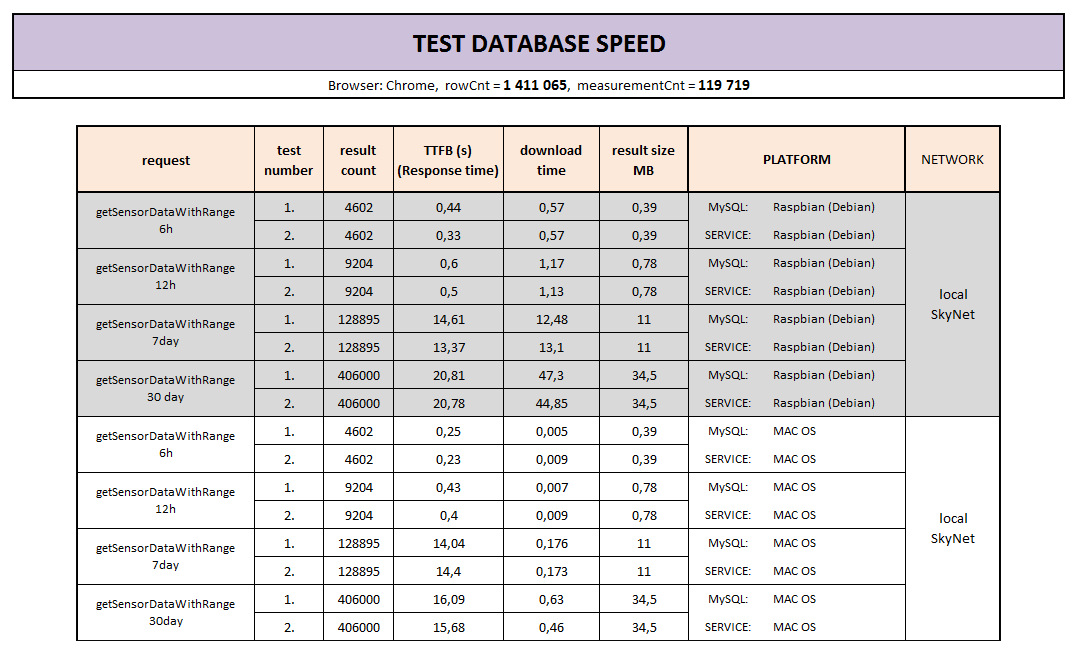 TEST DATABASE SPEED
Browser: Chrome, rowCnt = 1 411 065, measurementCnt = 119 719
request test number result count TTFB (s) (Response time) download time result size MB PLATFORM NETWORK
getSensorDataWithRange 6h 1. 4602 0,44 0,57 0,39 MySQL: Raspbian (Debian)
2. 4602 0,33 0,57 0,39 SERVICE: Raspbian (Debian)
getSensorDataWithRange 12h 1. 9204 0,6 1,17 0,78 MySQL: Raspbian (Debian)
2. 9204 0,5 1,13 0,78 SERVICE: Raspbian (Debian)
local SkyNet
getSensorDataWithRange 7day 1. 128895 14,61 12,48 11 MySQL: Raspbian (Debian)
2. 128895 13,37 13,1 11 SERVICE: Raspbian (Debian)
getSensorDataWithRange 30 day 1. 406000 20,81 47,3 34,5 MySQL: Raspbian (Debian)
2. 406000 20,78 44,85 34,5 SERVICE: Raspbian (Debian)
getSensorDataWithRange 6h 1. 4602 0,25 0,005 0,39 MySQL: MAC OS
2. 4602 0,23 0,009 0,39 SERVICE: MAC OS
getSensorDataWithRange 12h 1. 9204 0,43 0,007 0,78 MySQL: MAC OS
2. 9204 0,4 0,009 0,78 SERVICE: MAC OS
local SkyNet
getSensorDataWithRange 7day 1. 128895 14,04 0,176 11 MySQL: MAC OS
2. 128895 14,4 0,173 11 SERVICE: MAC OS
getSensorDataWithRange 30day 1. 406000 16,09 0,63 34,5 MySQL: MAC OS
2. 406000 15,68 0,46 34,5 SERVICE: MAC OS